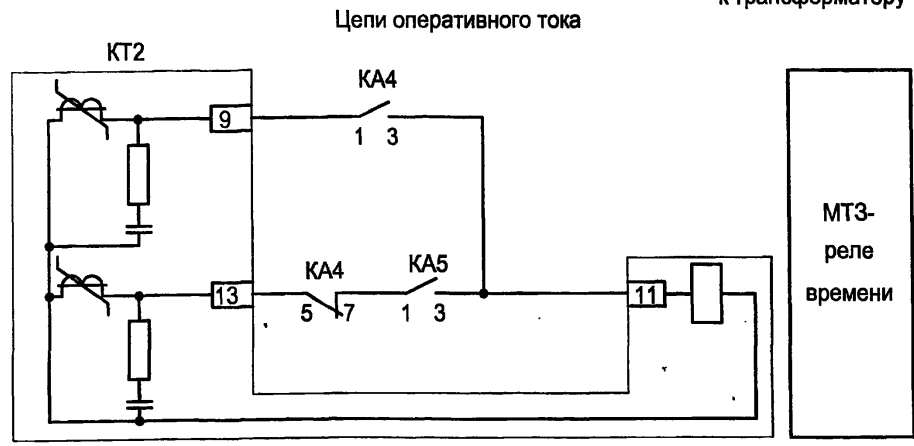 к трансформатору
Цепи оперативного тока
КТ2
КА4
9
1 3
МТЗ-
реле
времени
КА4
КА5
13
11
5 7
1 3